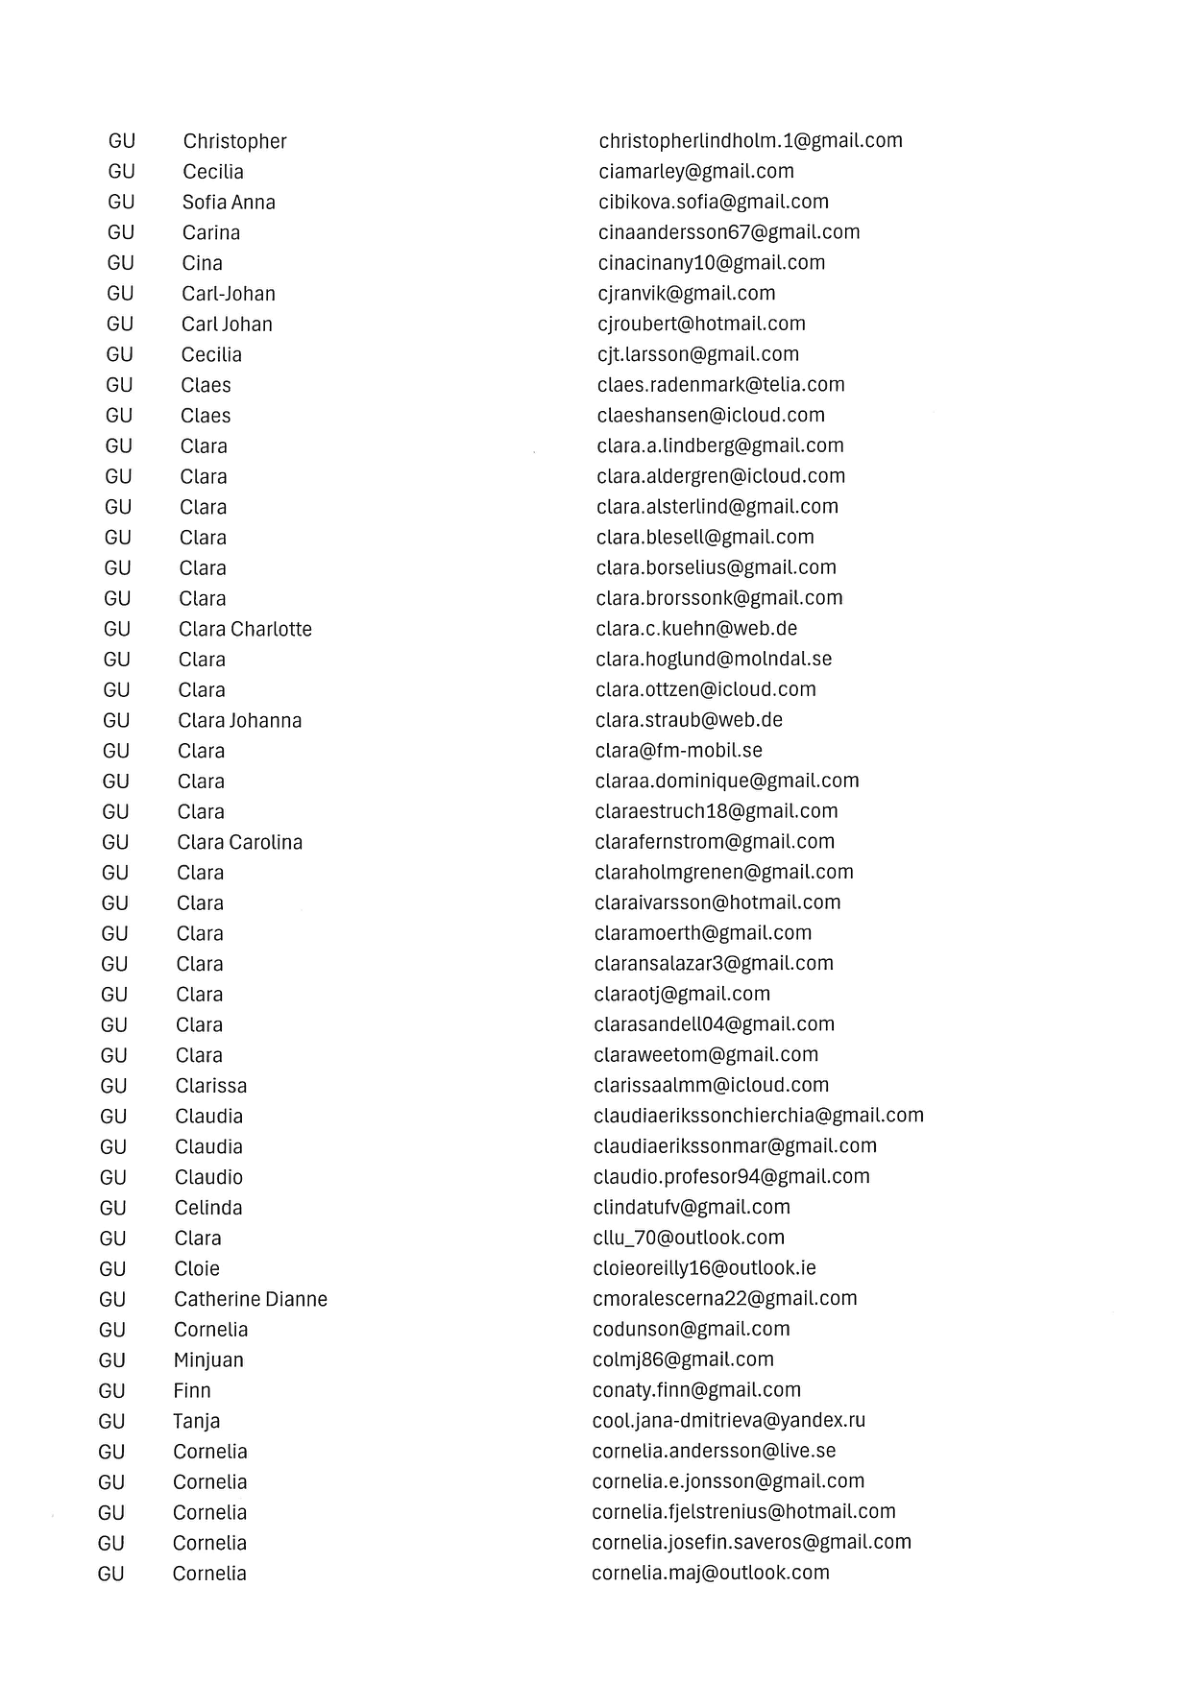 GU Christopher christopherlindholm.1@gmail.com
GU Cecilia ciamarley@gmail.com
GU Sofia Anna cibikova.sofia@gmail.com
GU Carina cinaandersson67@gmail.com
GU Cina cinacinany10@gmail.com
GU Carl-Johan cjranvik@gmail.com
GU Carl Johan cjroubert@hotmail.com
GU Cecilia cjt.larsson@gmail.com
GU Claes claes.radenmark@telia.com
GU Claes claeshansen@icloud.com
GU Clara clara.a.lindberg@gmail.com
GU Clara clara.aldergren@icloud.com
GU Clara clara.alsterlind@gmail.com
GU Clara clara.blesell@gmail.com
GU Clara clara.borselius@gmail.com
GU Clara clara.brorssonk@gmail.com
GU Clara Charlotte clara.c.kuehn@web.de
GU Clara clara.hoglund@molndal.se
GU Clara clara.ottzen@icloud.com
GU Clara Johanna clara.straub@web.de
GU Clara clara@fm-mobil.se
GU Clara claraa.dominique@gmail.com
GU Clara claraestruch18@gmail.com
GU Clara Carolina clarafernstrom@gmail.com
GU Clara claraholmgrenen@gmail.com
GU Clara claraivarsson@hotmail.com
GU Clara claramoerth@gmail.com
GU Clara claransalazar3@gmail.com
GU Clara claraotj@gmail.com
GU Clara clarasandell04@gmail.com
GU Clara claraweetom@gmail.com
GU Clarissa clarissaalmm@icloud.com
GU Claudia claudiaerikssonchierchia@gmail.com
GU Claudia claudiaerikssonmar@gmail.com
GU Claudio claudio.profesor94@gmail.com
GU Celinda clindatufv@gmail.com
GU Clara cllu_70@outlook.com
GU Cloie cloieoreilly16@outlook.ie
GU Catherine Dianne cmoralescerna22@gmail.com
GU Cornelia codunson@gmail.com
GU Minjuan colmj86@gmail.com
GU Finn conaty.finn@gmail.com
GU Tanja cool.jana-dmitrieva@yandex.ru
GU Cornelia cornelia.andersson@live.se
GU Cornelia cornelia.e.jonsson@gmail.com
GU Cornelia cornelia.fjelstrenius@hotmail.com
GU Cornelia cornelia.josefin.saveros@gmail.com
GU Cornelia cornelia.maj@outlook.com